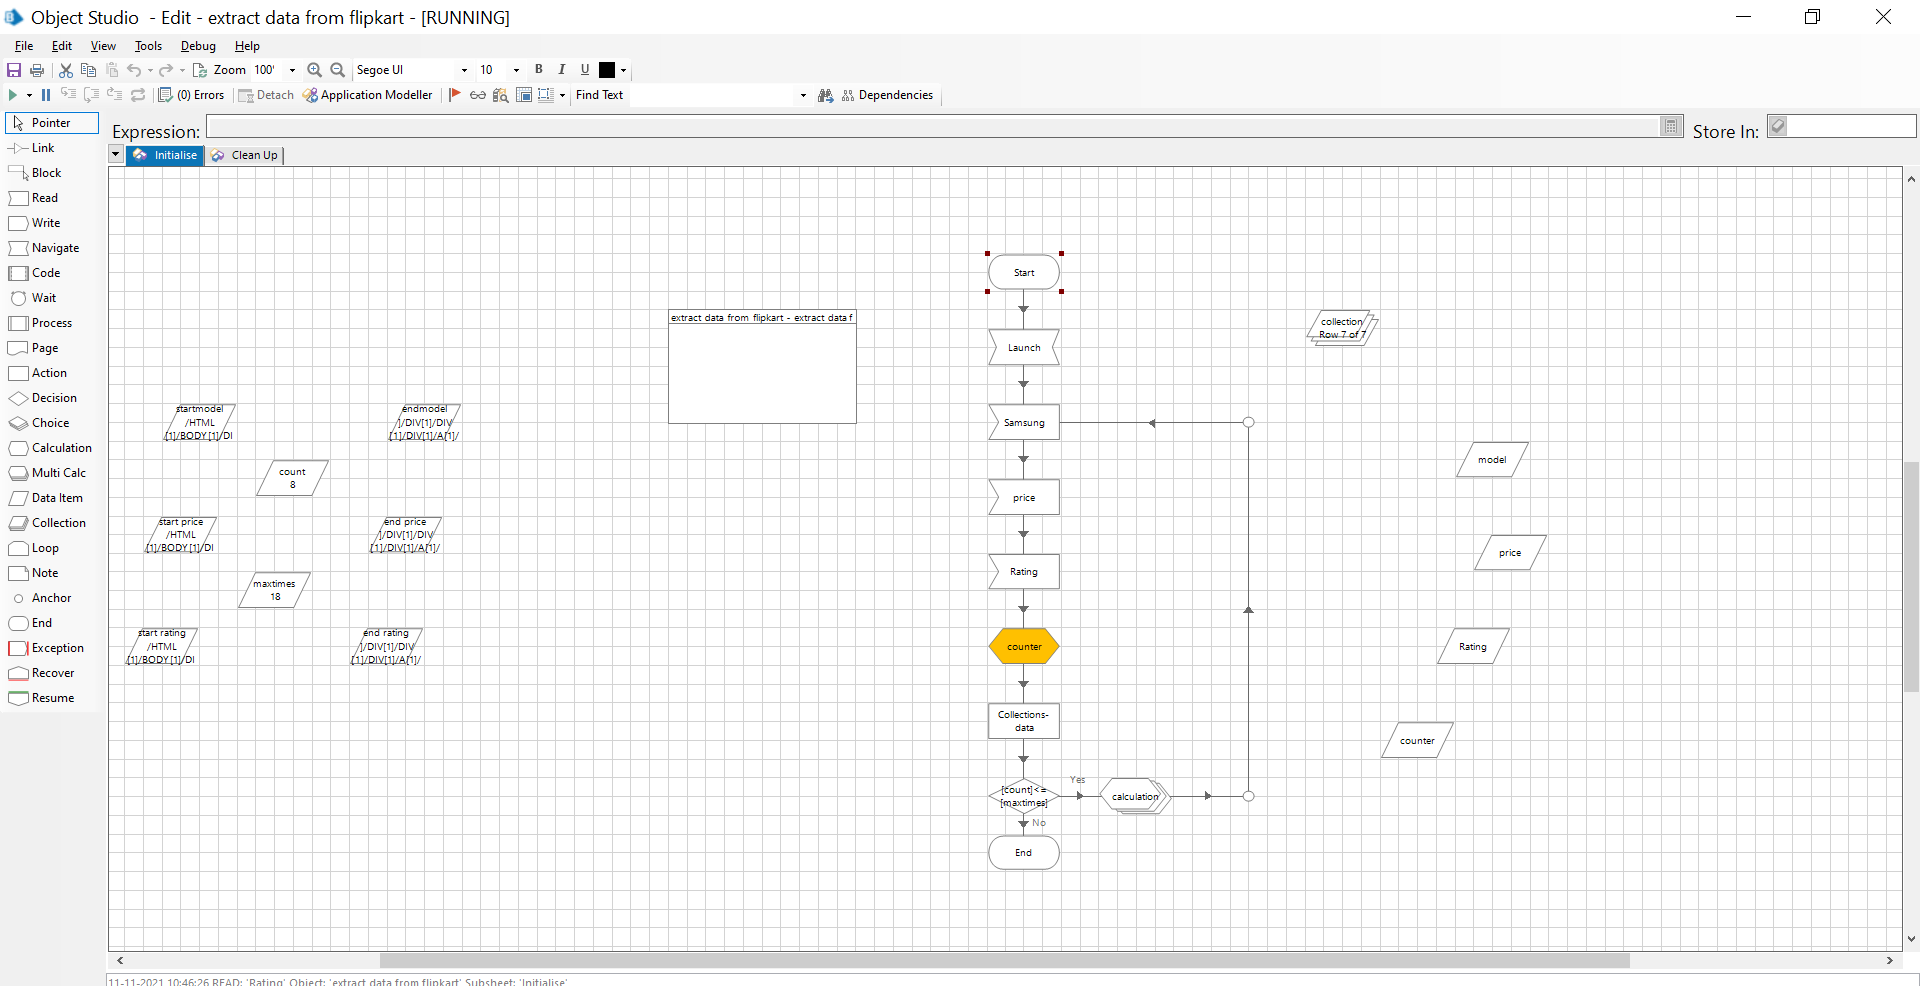 Object Studio - Edit - extract data from flipkart - [RUNNING]
File Edit View Tools Debug Help
Zoom 100' Segoe UI 10 B I U
(0) Errors Detach Application Modeller Find Text Dependencies
Pointer
Link
Block
Read
Write
Navigate
Code
Wait
Process
Page
Action
Decision
Choice
Calculation
Multi Calc
Data Item
Collection
Loop
Note
Anchor
End
Exception
Recover
Resume
Expression: Store In:
Initialise Clean Up
Start
extract data from flipkart - extract data f
Launch
collection
Row 7 of 7
startmodel
/HTML
[1]/BODY[1]/DI
endmodel
]/DIV[1]/DIV
[1]/DIV[1]/A[1]/
Samsung
count
8
model
price
start price
/HTML
[1]/BODY[1]/DI
end price
]/DIV[1]/DIV
[1]/DIV[1]/A[1]/
price
Rating
maxtimes
18
start rating
/HTML
[1]/BODY[1]/DI
end rating
]/DIV[1]/DIV
[1]/DIV[1]/A[1]/
counter
Rating
Collections-
data
counter
Yes
[count]<=
[maxtimes]
calculation
No
End
11-11-2021 10:46:26 READ: 'Rating' Object: 'extract data from flipkart' Subsheet: 'Initialise'